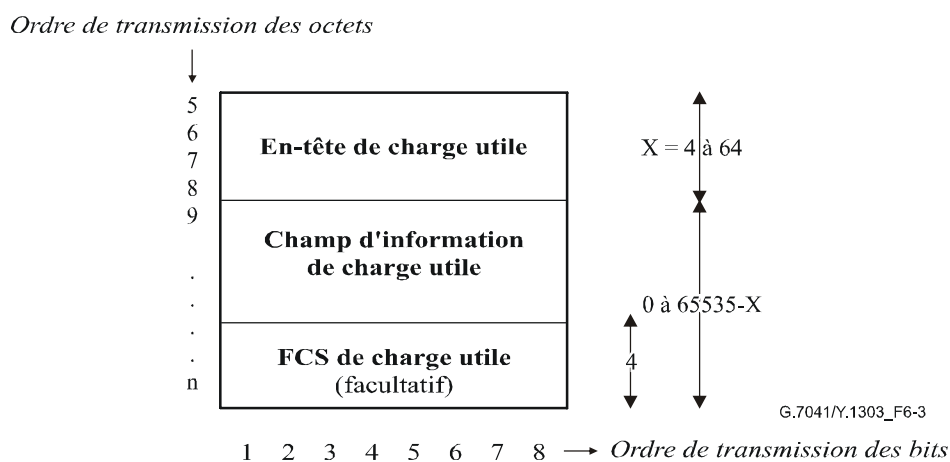 Ordre de transmission des octets
5
6
7
8
9
.
.
.
.
n
En-tête de charge utile
X = 4 à 64
Champ d'information
de charge utile
0 à 65535-X
FCS de charge utile
(facultatif)
4
G.7041/Y.1303_F6-3
1 2 3 4 5 6 7 8 Ordre de transmission des bits